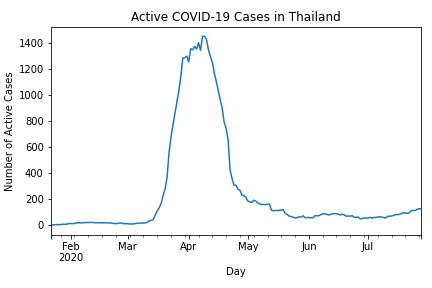 Active COVID-19 Cases in Thailand
Number of Active Cases
1400
1200
1000
800
600
400
200
0
Feb Mar Apr May Jun Jul
2020
Day